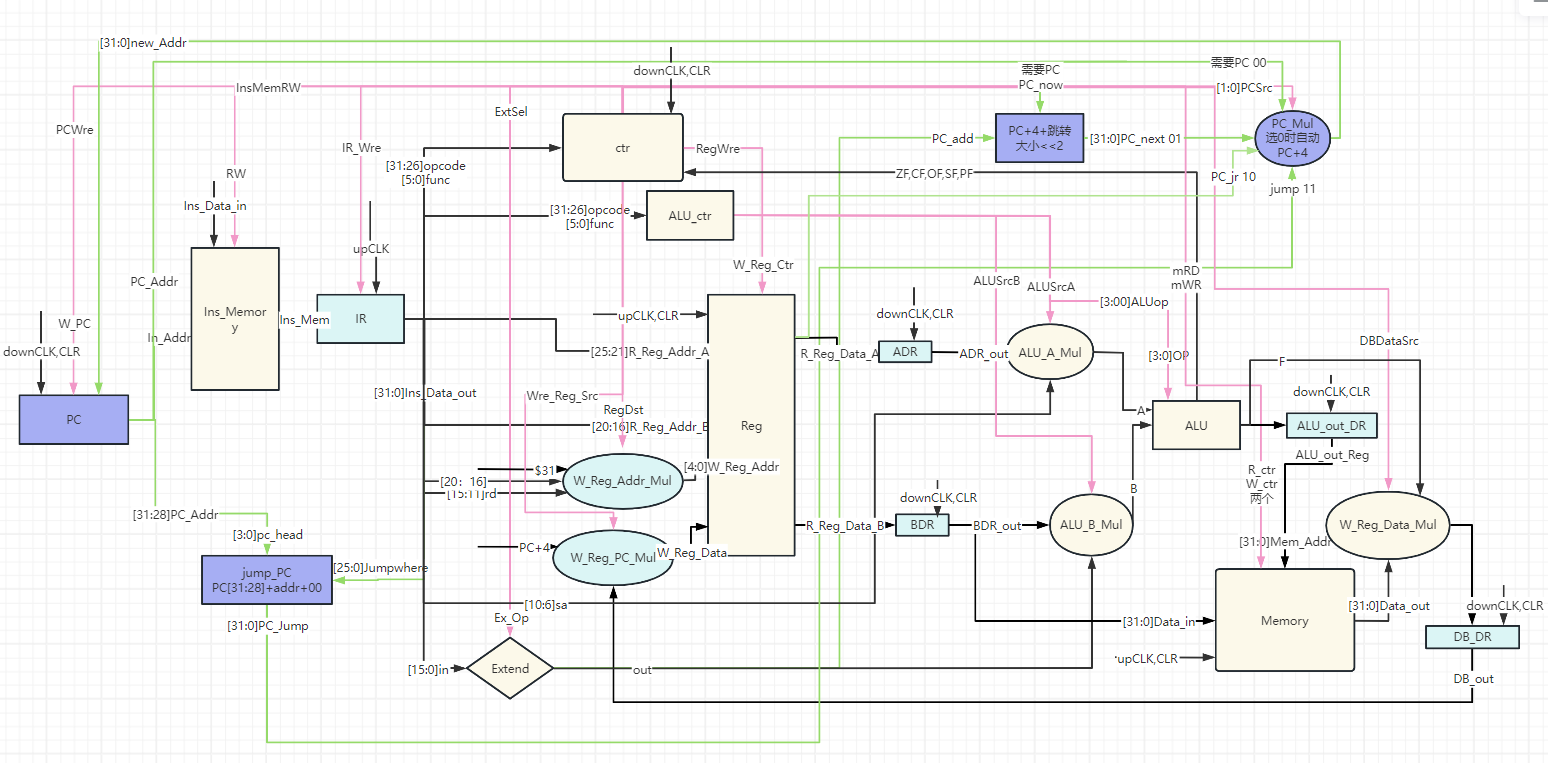 [31:0]new_Addr
需要PC 00
需要PC
PC_now
downCLK,CLR
InsMemRW
[1:0]PCSrc
ExtSel
PCWre
PC_Mul
选0时自动
PC+4
PC+4+跳转
大小<<2
PC_add
[31:0]PC_next 01
ctr
RegWre
IR_Wre
[31:26]opcode
[5:0]func
RW
ZF,CF,OF,SF,PF
PC_jr 10
jump 11
Ins_Data_in
[31:26]opcode
[5:0]func
ALU_ctr
upCLK
W_Reg_Ctr
mRD
mWR
PC_Addr
ALUSrcB
ALUSrcA
[3:00]ALUop
Ins_Memor
y
Ins_Mem
IR
upCLK,CLR
downCLK,CLR
W_PC
In_Addr
DBDataSrc
downCLK,CLR
[25:21]R_Reg_Addr_A
R_Reg_Data_A
ADR
ADR_out
ALU_A_Mul
[3:0]OP
F
[31:0]Ins_Data_out
Wre_Reg_Src
downCLK,CLR
RegDst
A
PC
[20:16]R_Reg_Addr_B
Reg
ALU
ALU_out_DR
ALU_out_Reg
[4:0]W_Reg_Addr
$31
[20：16]
[15:11]rd
W_Reg_Addr_Mul
R_ctr
W_ctr
两个
B
downCLK,CLR
[31:28]PC_Addr
R_Reg_Data_B
BDR
BDR_out
ALU_B_Mul
W_Reg_Data_Mul
[3:0]pc_head
[31:0]Mem_Addr
PC+4
W_Reg_PC_Mul
W_Reg_Data
jump_PC
PC[31:28]+addr+00
[25:0]Jumpwhere
[10:6]sa
[31:0]Data_out
downCLK,CLR
Ex_Op
[31:0]PC_Jump
[31:0]Data_in
Memory
DB_DR
upCLK,CLR
[15:0]in
Extend
out
DB_out